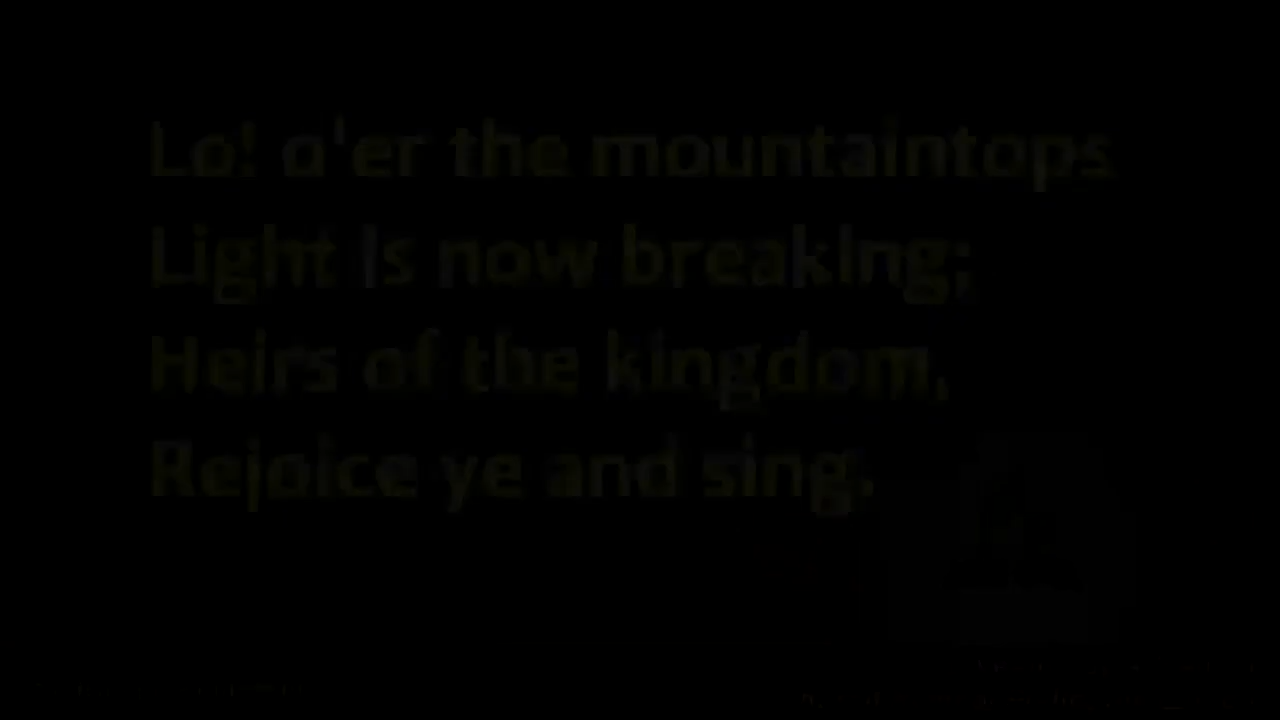 Lo! o'er the mountaintops
Light is now breaking;
Heirs of the kingdom,
Rejoice ye and sing.